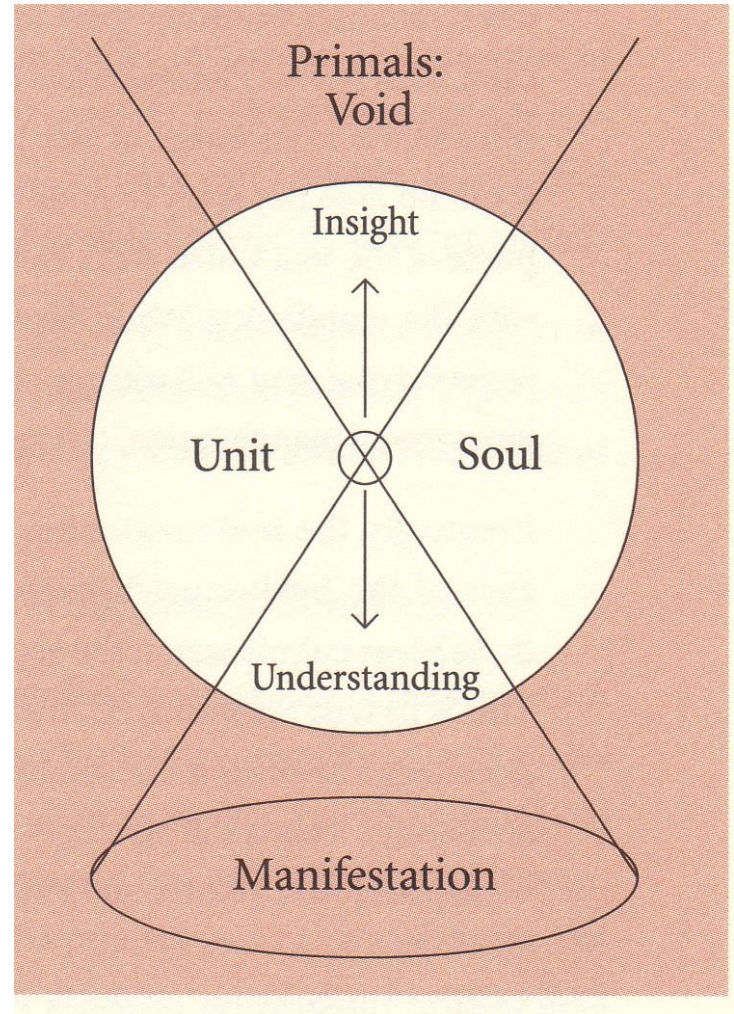 Primals:
Void
Insight
Unit
Soul
Understanding
Manifestation